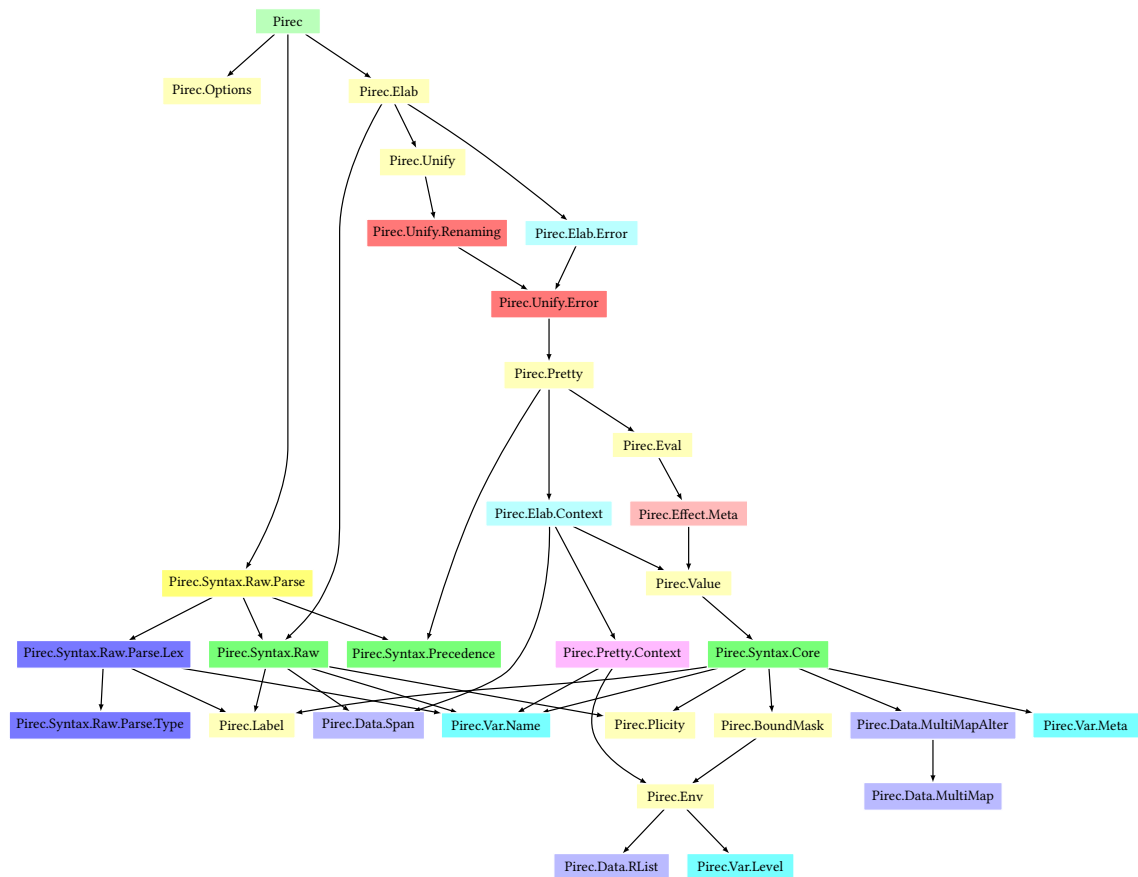 Pirec
Pirec.Options
Pirec.Elab
Pirec.Unify
Pirec.Unify.Renaming
Pirec.Elab.Error
Pirec.Unify.Error
Pirec.Pretty
Pirec.Eval
Pirec.Elab.Context
Pirec.Effect.Meta
Pirec.Syntax.Raw.Parse
Pirec.Value
Pirec.Syntax.Raw.Parse.Lex
Pirec.Syntax.Raw
Pirec.Syntax.Precedence
Pirec.Pretty.Context
Pirec.Syntax.Core
Pirec.Syntax.Raw.Parse.Type
Pirec.Label
Pirec.Data.Span
Pirec.Var.Name
Pirec.Plicity
Pirec.BoundMask
Pirec.Data.MultiMapAlter
Pirec.Var.Meta
Pirec.Env
Pirec.Data.MultiMap
Pirec.Data.RList
Pirec.Var.Level